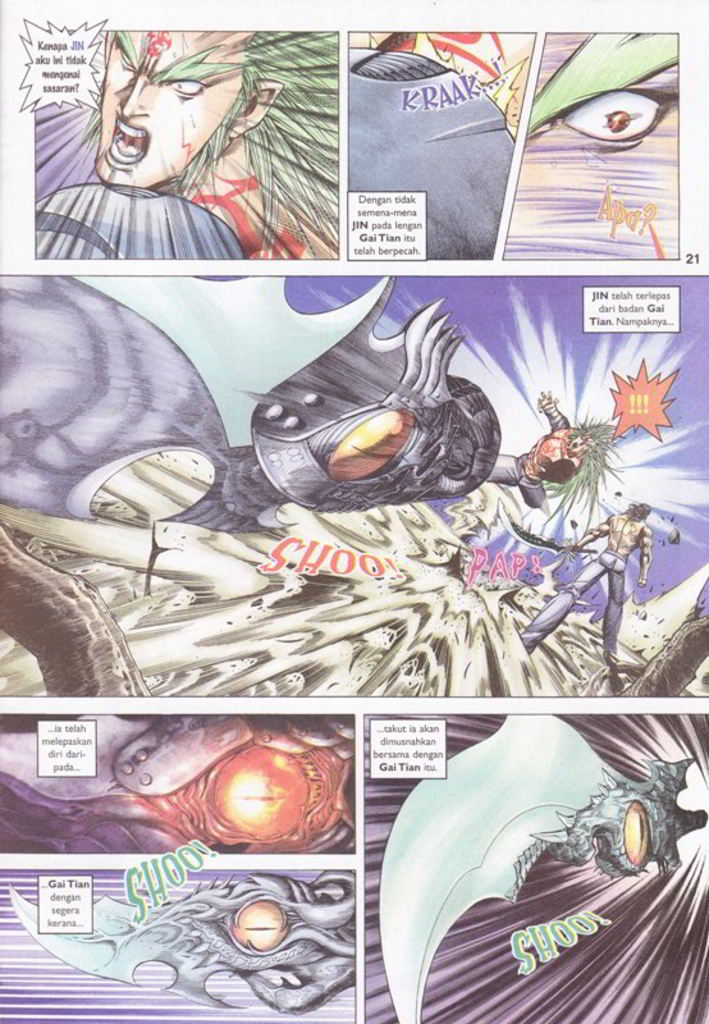 Kenapa JIN
aku ini tidak
mengenai
sasaran?
KRAAK!
Dengan tidak
semena-mena
JIN pada lengan
Gai Tian itu
telah berpecah.
Apa?
21
JIN telah terlepas
dari badan Gai
Tian. Nampaknya...
!!!
SHOO!
PAP!
...ia telah
melepaskan
diri dari-
pada...
SHOO!
...Gai Tian
dengan
segera
kerana...
...takut ia akan
dimusnahkan
bersama dengan
Gai Tian itu.
SHOO!